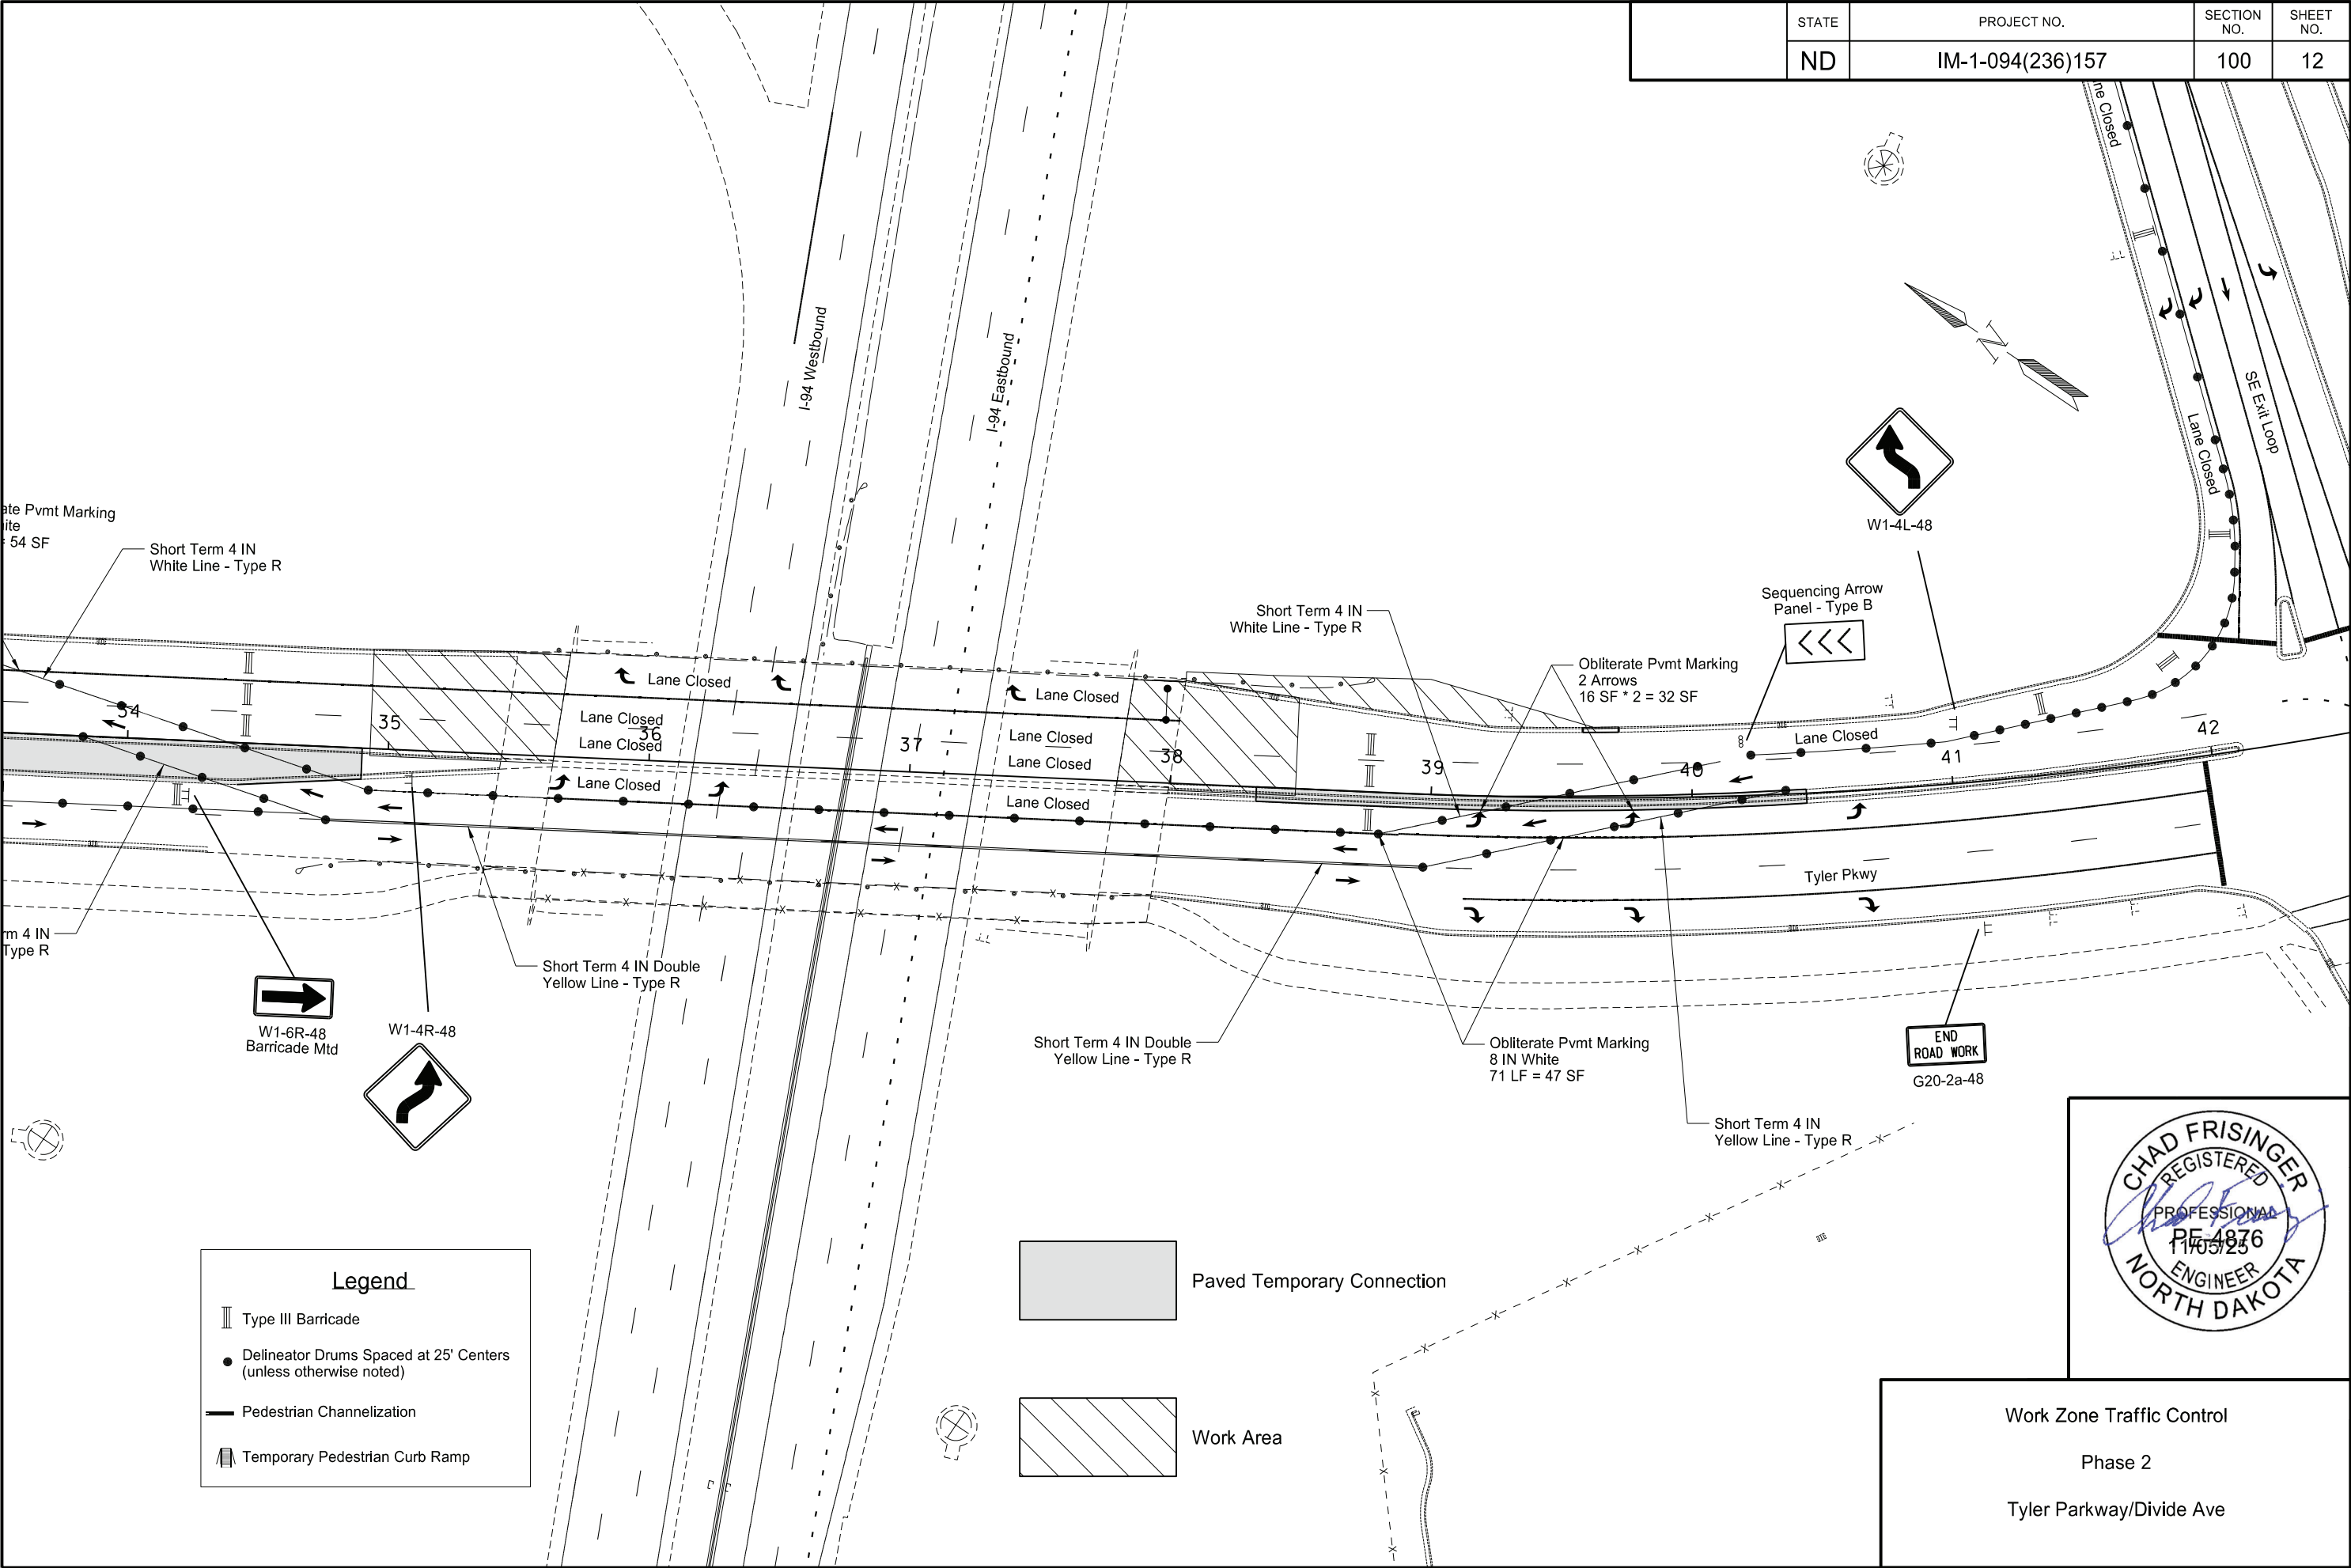 STATE
PROJECT NO.
SECTION NO.
SHEET NO.
ND
IM-1-094(236)157
100
12
Lane Closed
SE Exit Loop
Lane Closed
N
I-94 Westbound
I-94 Eastbound
W1-4L-48
Sequencing Arrow
Panel - Type B
Pvmt Marking
54 SF
Short Term 4 IN
White Line - Type R
Short Term 4 IN
White Line - Type R
Obliterate Pvmt Marking
2 Arrows
16 SF * 2 = 32 SF
Lane Closed
Lane Closed
Lane Closed
Lane Closed
Lane Closed
Lane Closed
Lane Closed
Lane Closed
Lane Closed
34
35
36
37
38
39
40
41
42
Tyler Pkwy
4 IN
Type R
Short Term 4 IN Double
Yellow Line - Type R
W1-6R-48
Barricade Mtd
W1-4R-48
Short Term 4 IN Double
Yellow Line - Type R
Obliterate Pvmt Marking
8 IN White
71 LF = 47 SF
END
ROAD WORK
G20-2a-48
Short Term 4 IN
Yellow Line - Type R
Legend
Type III Barricade
Delineator Drums Spaced at 25' Centers
(unless otherwise noted)
Pedestrian Channelization
Temporary Pedestrian Curb Ramp
Paved Temporary Connection
Work Area
CHAD FRISINGER
REGISTERED
PROFESSIONAL
PE-4876
11/05/25
ENGINEER
NORTH DAKOTA
Work Zone Traffic Control
Phase 2
Tyler Parkway/Divide Ave